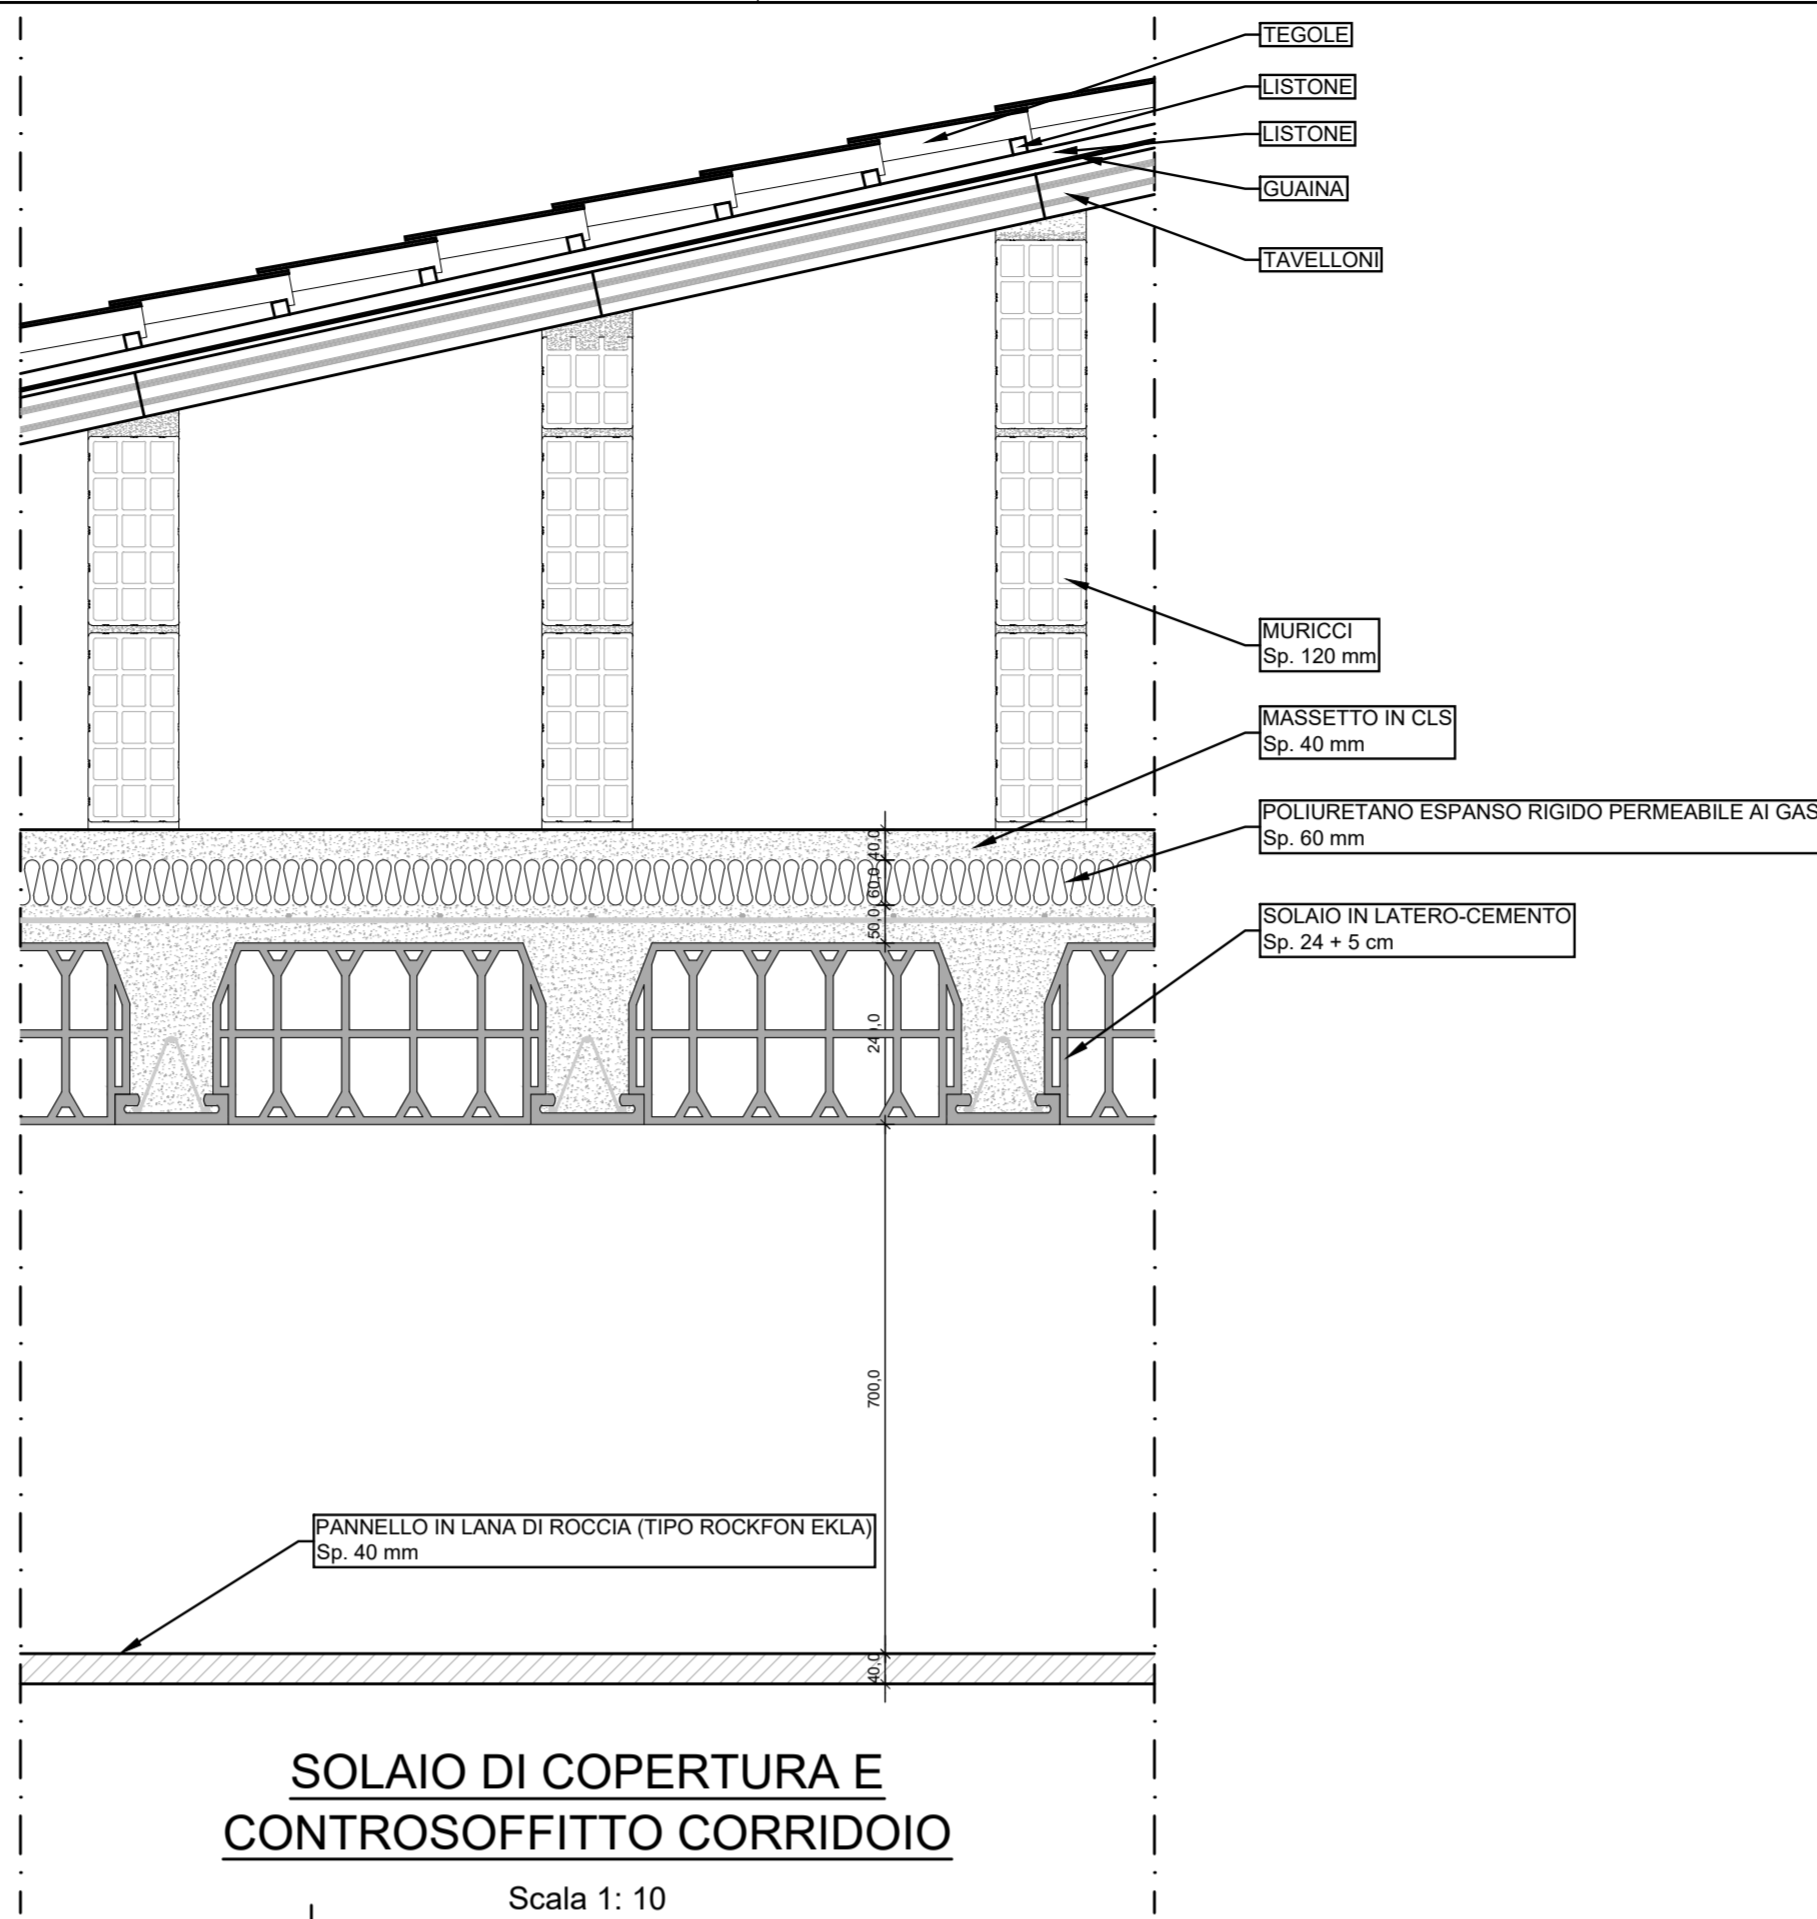 TEGOLE
LISTONE
LISTONE
GUAINA
TAVELLONI
MURICCI
Sp. 120 mm
MASSETTO IN CLS
Sp. 40 mm
POLIURETANO ESPANSO RIGIDO PERMEABILE AI GAS
Sp. 60 mm
SOLAIO IN LATERO-CEMENTO
Sp. 24 + 5 cm
40,0
60,0
50,0
700,0
PANNELLO IN LANA DI ROCCIA (TIPO ROCKFON EKLA)
Sp. 40 mm
40,0
SOLAIO DI COPERTURA E
CONTROSOFFITTO CORRIDOIO
Scala 1: 10